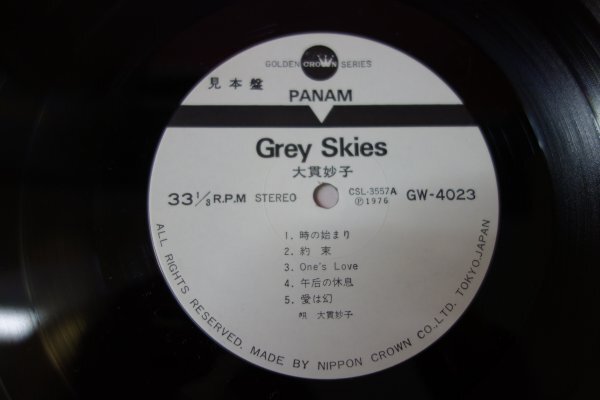 GOLDEN CROWN SERIES
見本盤
PANAM
Grey Skies
大貫妙子
33 1/3 R.P.M STEREO CSL-3557A GW-4023
Ⓟ1976
1. 時の始まり
2. 約束
3. One's Love
4. 午后の休息
5. 愛は幻
唄 大貫妙子
ALL RIGHTS RESERVED. MADE BY NIPPON CROWN CO., LTD. TOKYO JAPAN